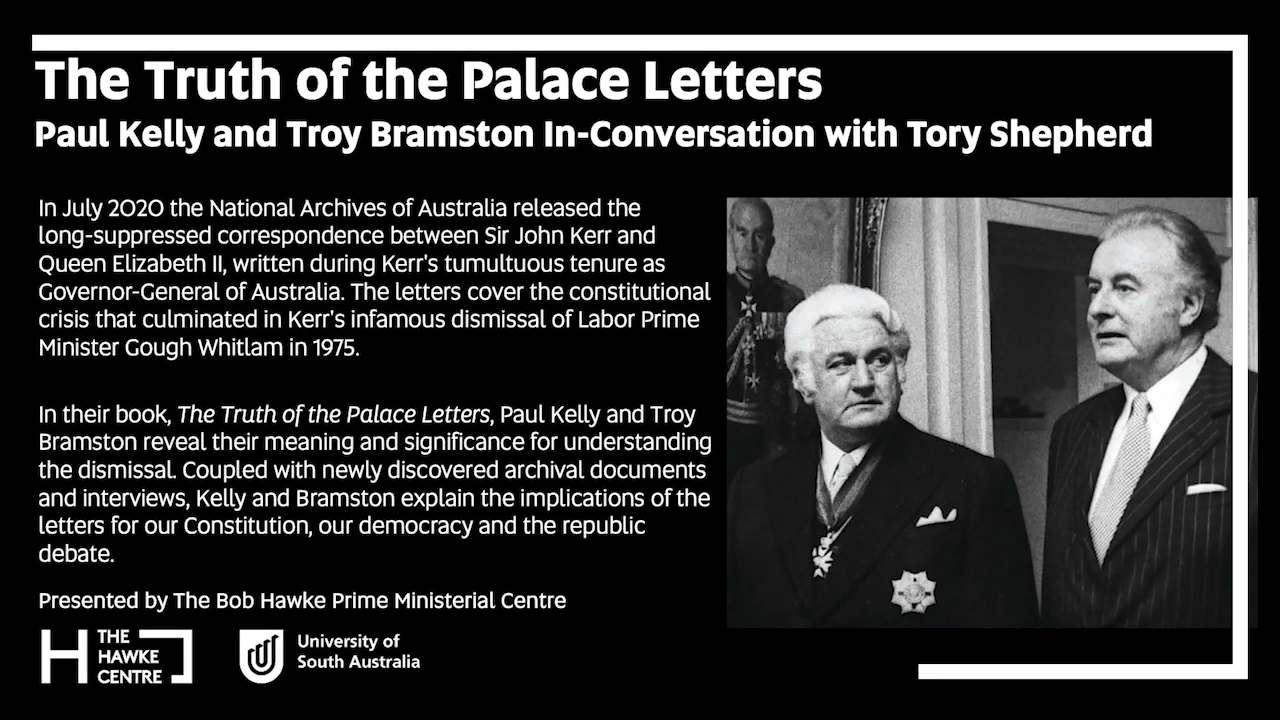 The Truth of the Palace Letters
Paul Kelly and Troy Bramston In-Conversation with Tory Shepherd
In July 2020 the National Archives of Australia released the
long-suppressed correspondence between Sir John Kerr and
Queen Elizabeth II, written during Kerr's tumultuous tenure as
Governor-General of Australia. The letters cover the constitutional
crisis that culminated in Kerr's infamous dismissal of Labor Prime
Minister Gough Whitlam in 1975.
In their book, The Truth of the Palace Letters, Paul Kelly and Troy
Bramston reveal their meaning and significance for understanding
the dismissal. Coupled with newly discovered archival documents
and interviews, Kelly and Bramston explain the implications of the
letters for our Constitution, our democracy and the republic
debate.
Presented by The Bob Hawke Prime Ministerial Centre
H THE
HAWKE
CENTRE
University of
South Australia